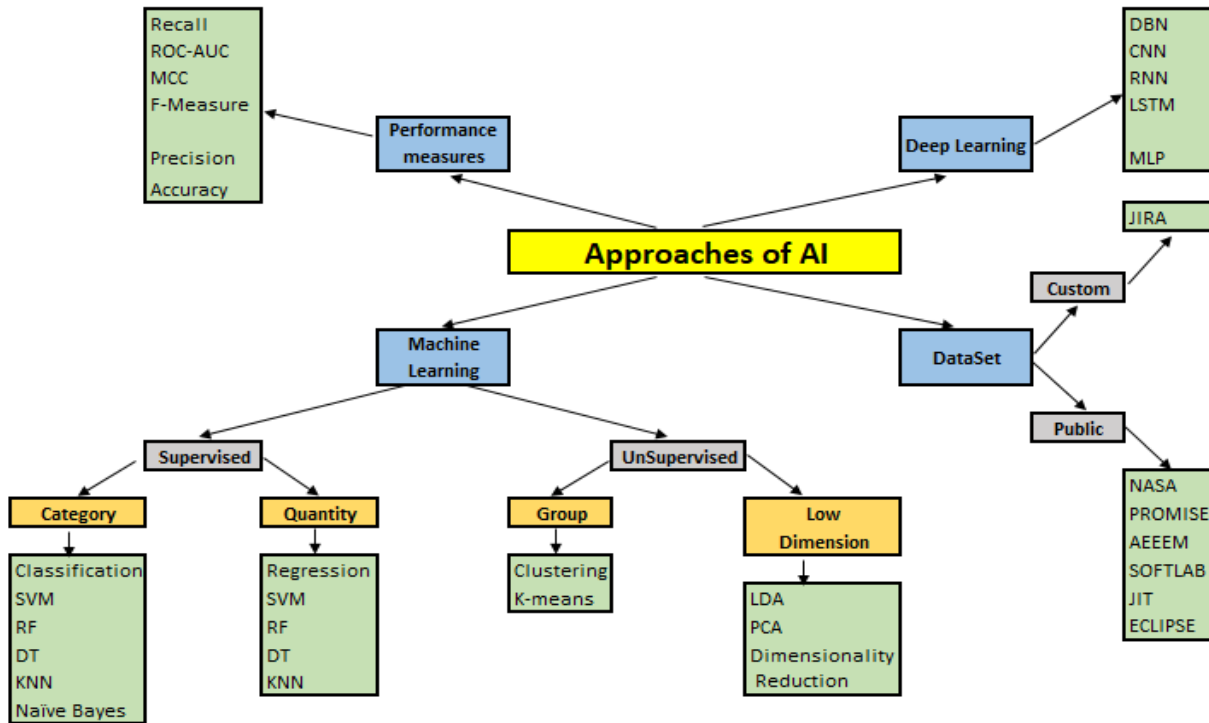 Recall
ROC-AUC
MCC
F-Measure
Precision
Accuracy
Performance
measures
Deep Learning
DBN
CNN
RNN
LSTM
MLP
Approaches of AI
JIRA
Custom
Machine
Learning
DataSet
Public
NASA
PROMISE
AEEEM
SOFTLAB
JIT
ECLIPSE
Supervised
UnSupervised
Category
Quantity
Group
Low
Dimension
Classification
SVM
RF
DT
KNN
Naïve Bayes
Regression
SVM
RF
DT
KNN
Clustering
K-means
LDA
PCA
Dimensionality
Reduction